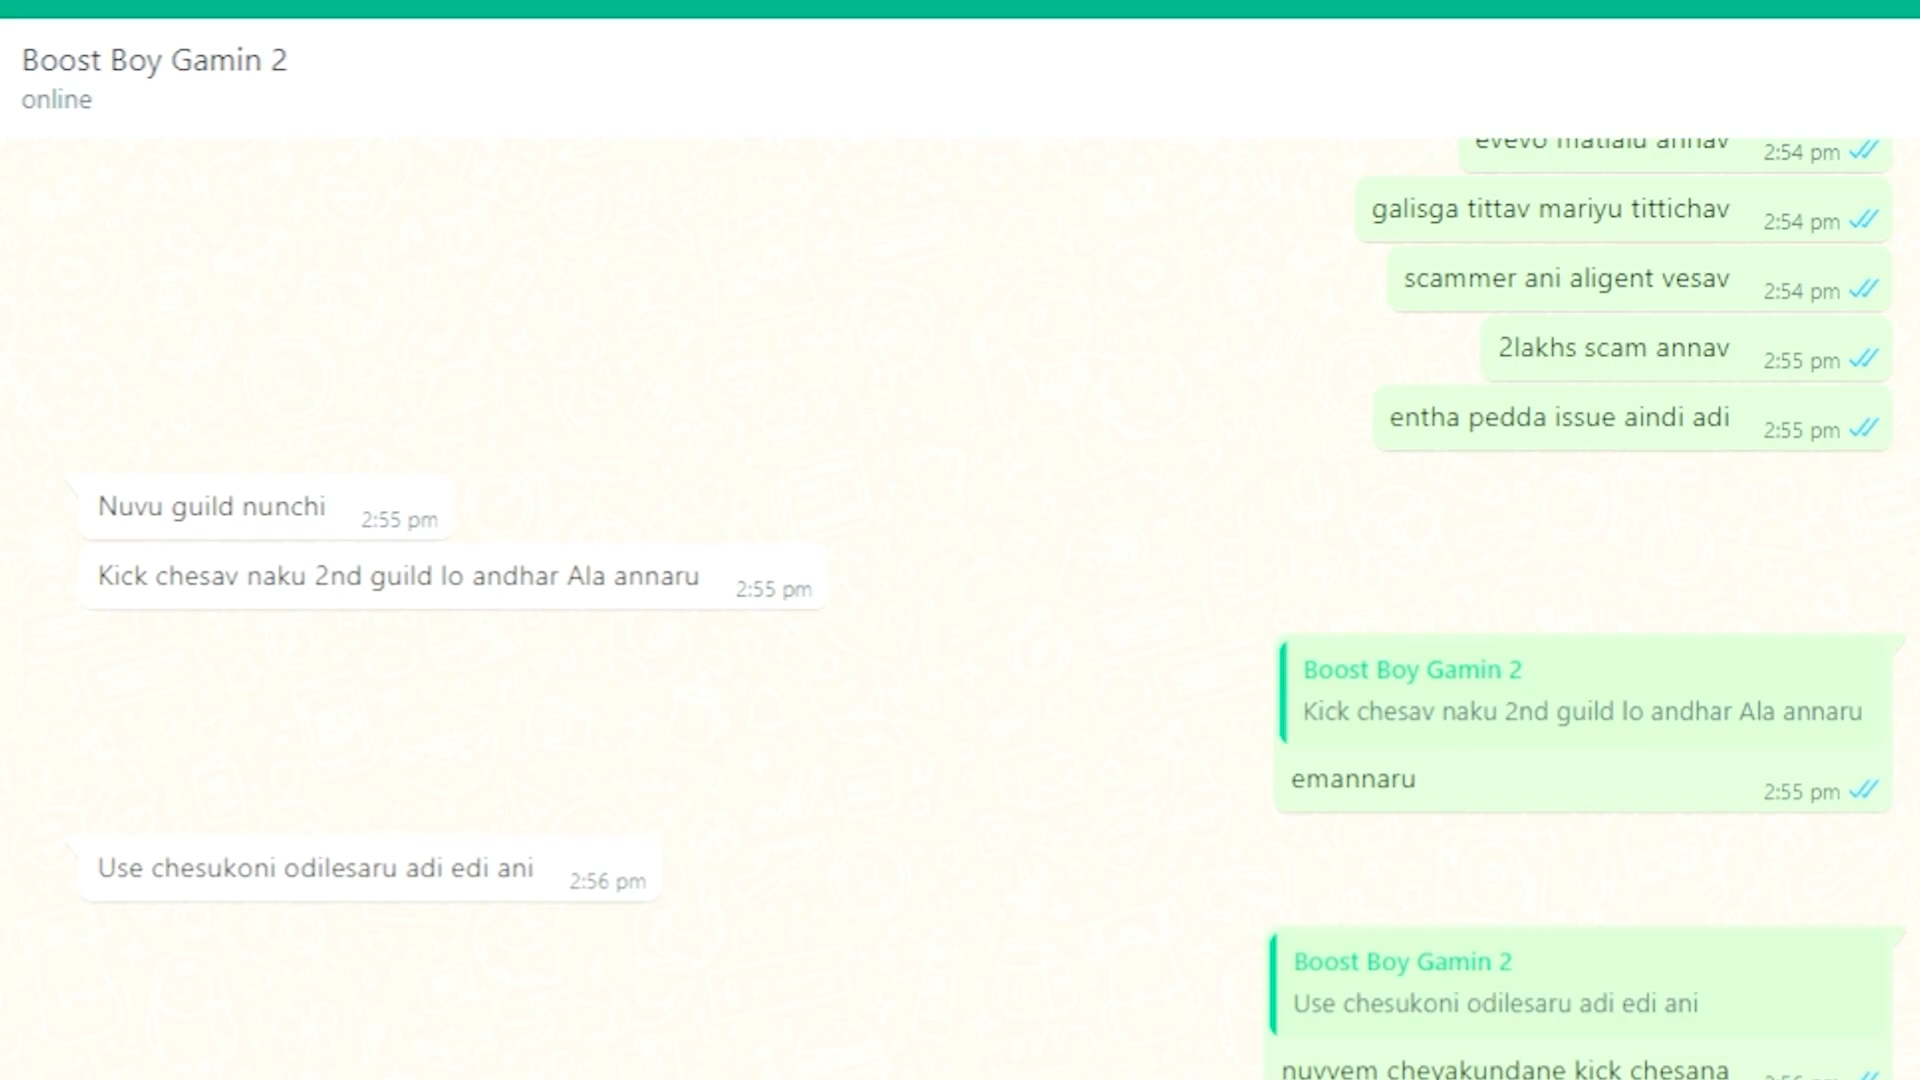 Boost Boy Gamin 2
online
annav 2:54 pm
galisga tittav mariyu tittichav 2:54 pm
scammer ani aligent vesav 2:54 pm
2lakhs scam annav 2:55 pm
entha pedda issue aindi adi 2:55 pm
Nuvu guild nunchi 2:55 pm
Kick chesav naku 2nd guild lo andhar Ala annaru 2:55 pm
Boost Boy Gamin 2
Kick chesav naku 2nd guild lo andhar Ala annaru
emannaru 2:55 pm
Use chesukoni odilesaru adi edi ani 2:56 pm
Boost Boy Gamin 2
Use chesukoni odilesaru adi edi ani
nuvvem cheyakundane kick chesana